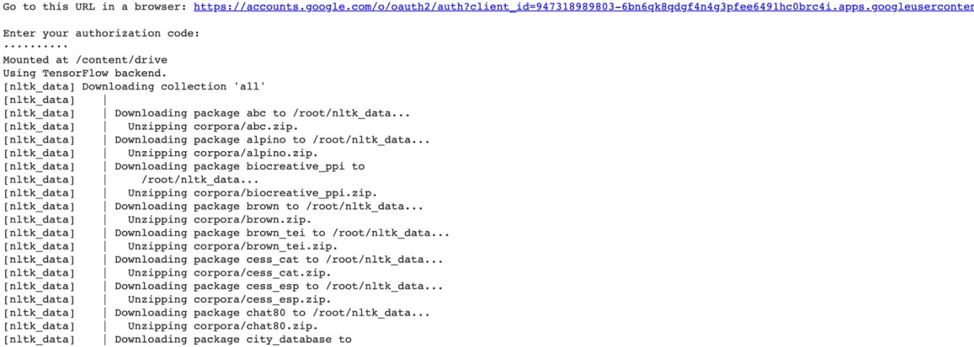 Go to this URL in a browser: https://accounts.google.com/o/oauth2/auth?client_id=947318989803-6bn6qk8qdgf4n4g3pfee6491hc0brc4i.apps.googleuserconten
Enter your authorization code:
··········
Mounted at /content/drive
Using TensorFlow backend.
[nltk_data] Downloading collection 'all'
[nltk_data]    |
[nltk_data]    | Downloading package abc to /root/nltk_data...
[nltk_data]    |   Unzipping corpora/abc.zip.
[nltk_data]    | Downloading package alpino to /root/nltk_data...
[nltk_data]    |   Unzipping corpora/alpino.zip.
[nltk_data]    | Downloading package biocreative_ppi to
[nltk_data]    |     /root/nltk_data...
[nltk_data]    |   Unzipping corpora/biocreative_ppi.zip.
[nltk_data]    | Downloading package brown to /root/nltk_data...
[nltk_data]    |   Unzipping corpora/brown.zip.
[nltk_data]    | Downloading package brown_tei to /root/nltk_data...
[nltk_data]    |   Unzipping corpora/brown_tei.zip.
[nltk_data]    | Downloading package cess_cat to /root/nltk_data...
[nltk_data]    |   Unzipping corpora/cess_cat.zip.
[nltk_data]    | Downloading package cess_esp to /root/nltk_data...
[nltk_data]    |   Unzipping corpora/cess_esp.zip.
[nltk_data]    | Downloading package chat80 to /root/nltk_data...
[nltk_data]    |   Unzipping corpora/chat80.zip.
[nltk_data]    | Downloading package city_database to